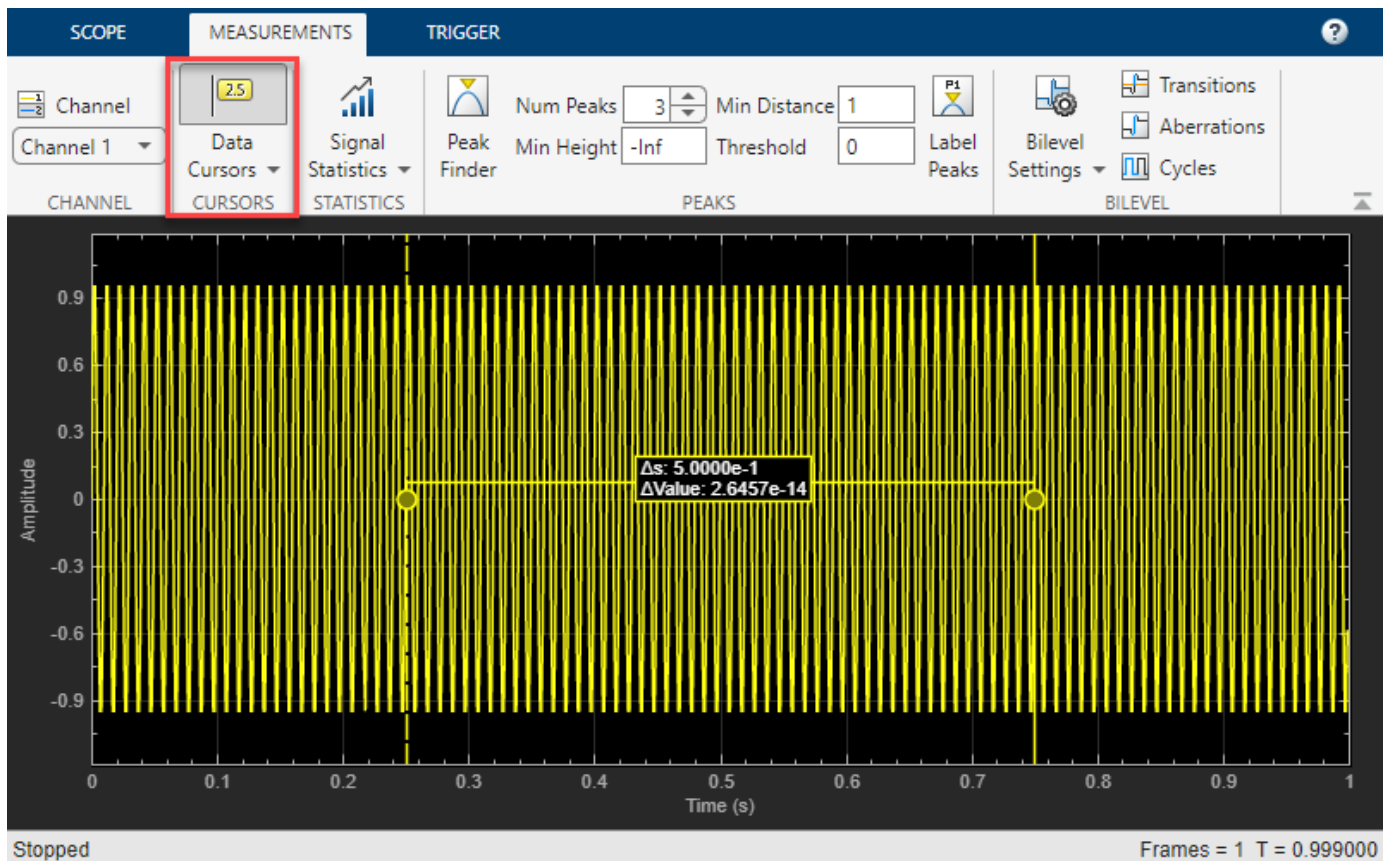 SCOPE MEASUREMENTS TRIGGER ?
Channel
Channel 1
CHANNEL
2.5
Data
Cursors
CURSORS
Signal
Statistics
STATISTICS
Peak
Finder
Num Peaks 3 Min Distance 1
Min Height -Inf Threshold 0
P1
Label
Peaks
PEAKS
Bilevel
Settings
Transitions
Aberrations
Cycles
BILEVEL
0.9
0.6
0.3
0
-0.3
-0.6
-0.9
Amplitude
Δs: 5.0000e-1
ΔValue: 2.6457e-14
0 0.1 0.2 0.3 0.4 0.5 0.6 0.7 0.8 0.9 1
Time (s)
Stopped Frames = 1 T = 0.999000